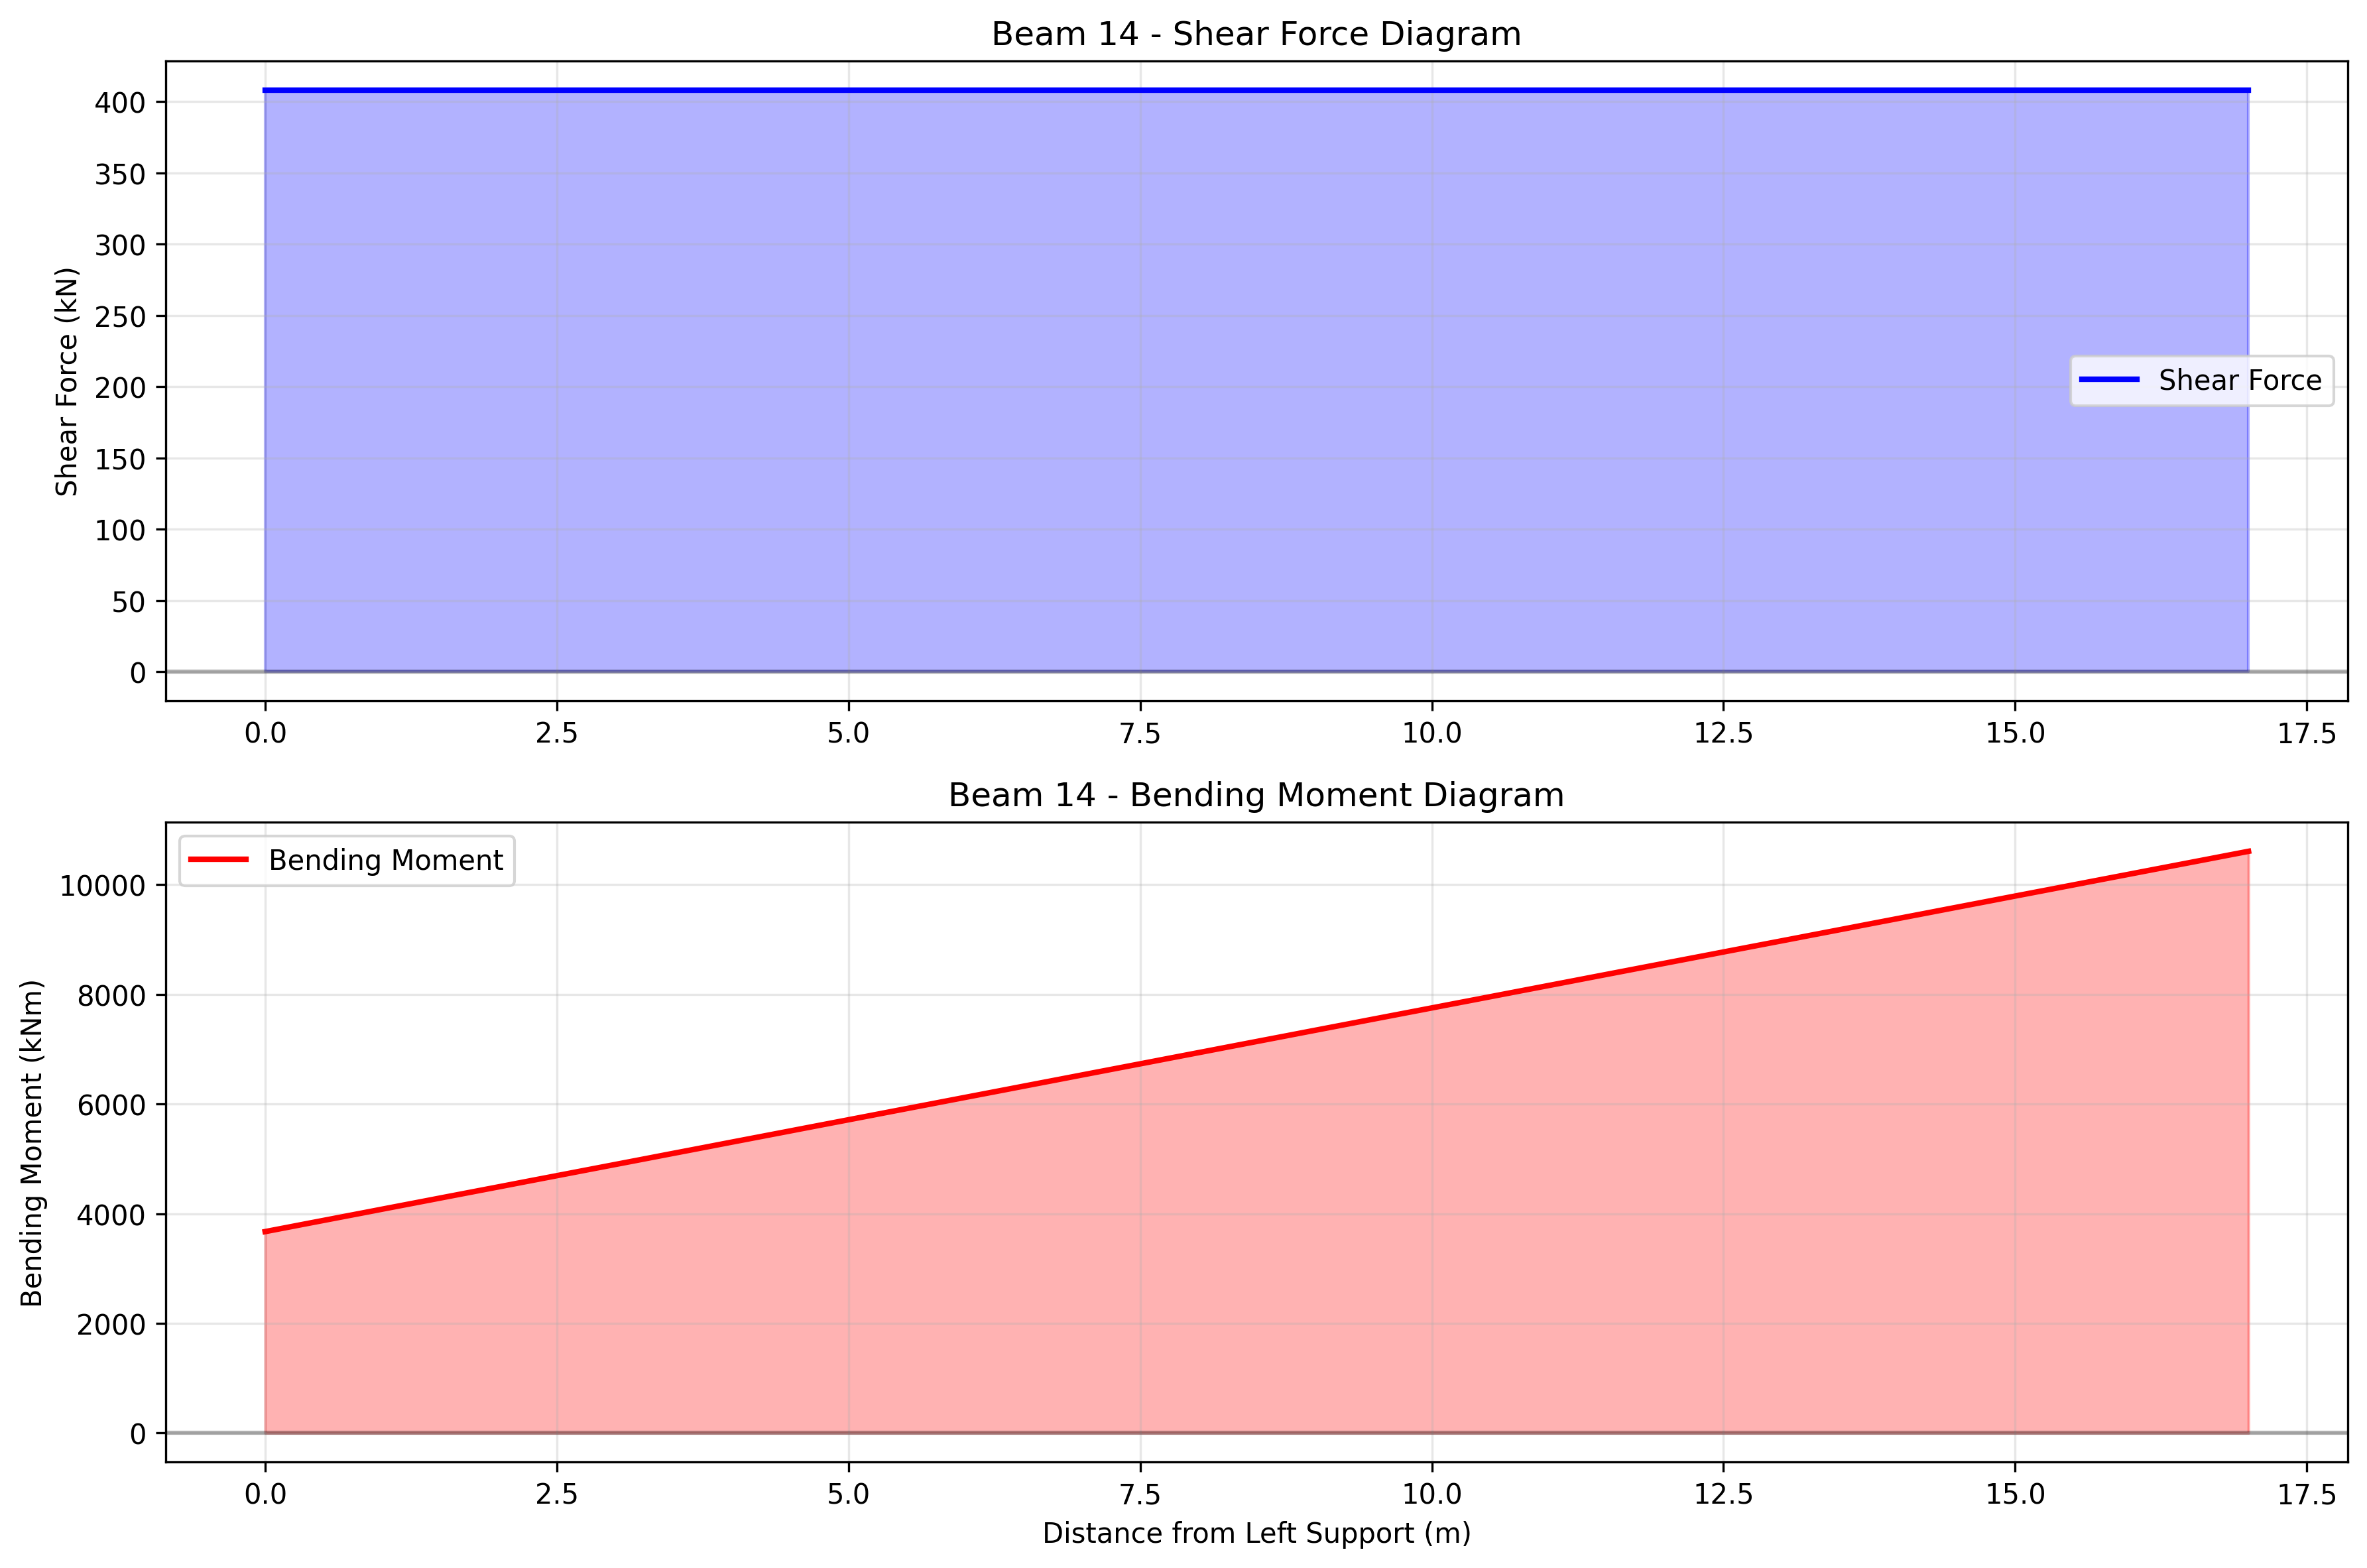 Beam 14 - Shear Force Diagram
Shear Force (kN)
400
350
300
250
200
150
100
50
0
Shear Force
0.0 2.5 5.0 7.5 10.0 12.5 15.0 17.5
Beam 14 - Bending Moment Diagram
Bending Moment (kNm)
Bending Moment
10000
8000
6000
4000
2000
0
0.0 2.5 5.0 7.5 10.0 12.5 15.0 17.5
Distance from Left Support (m)